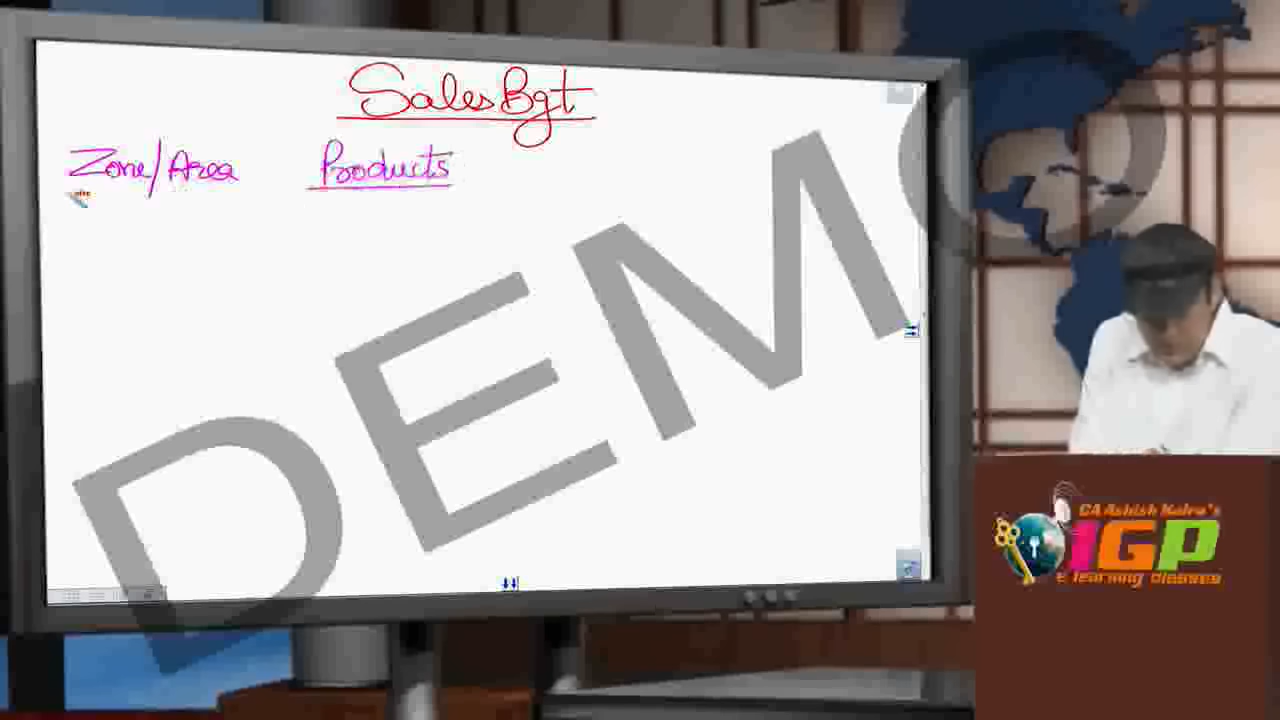 Sales Bgt
Zone/Area Products
DEMO
CA Ashish Kalra's
IGP
E learning classes